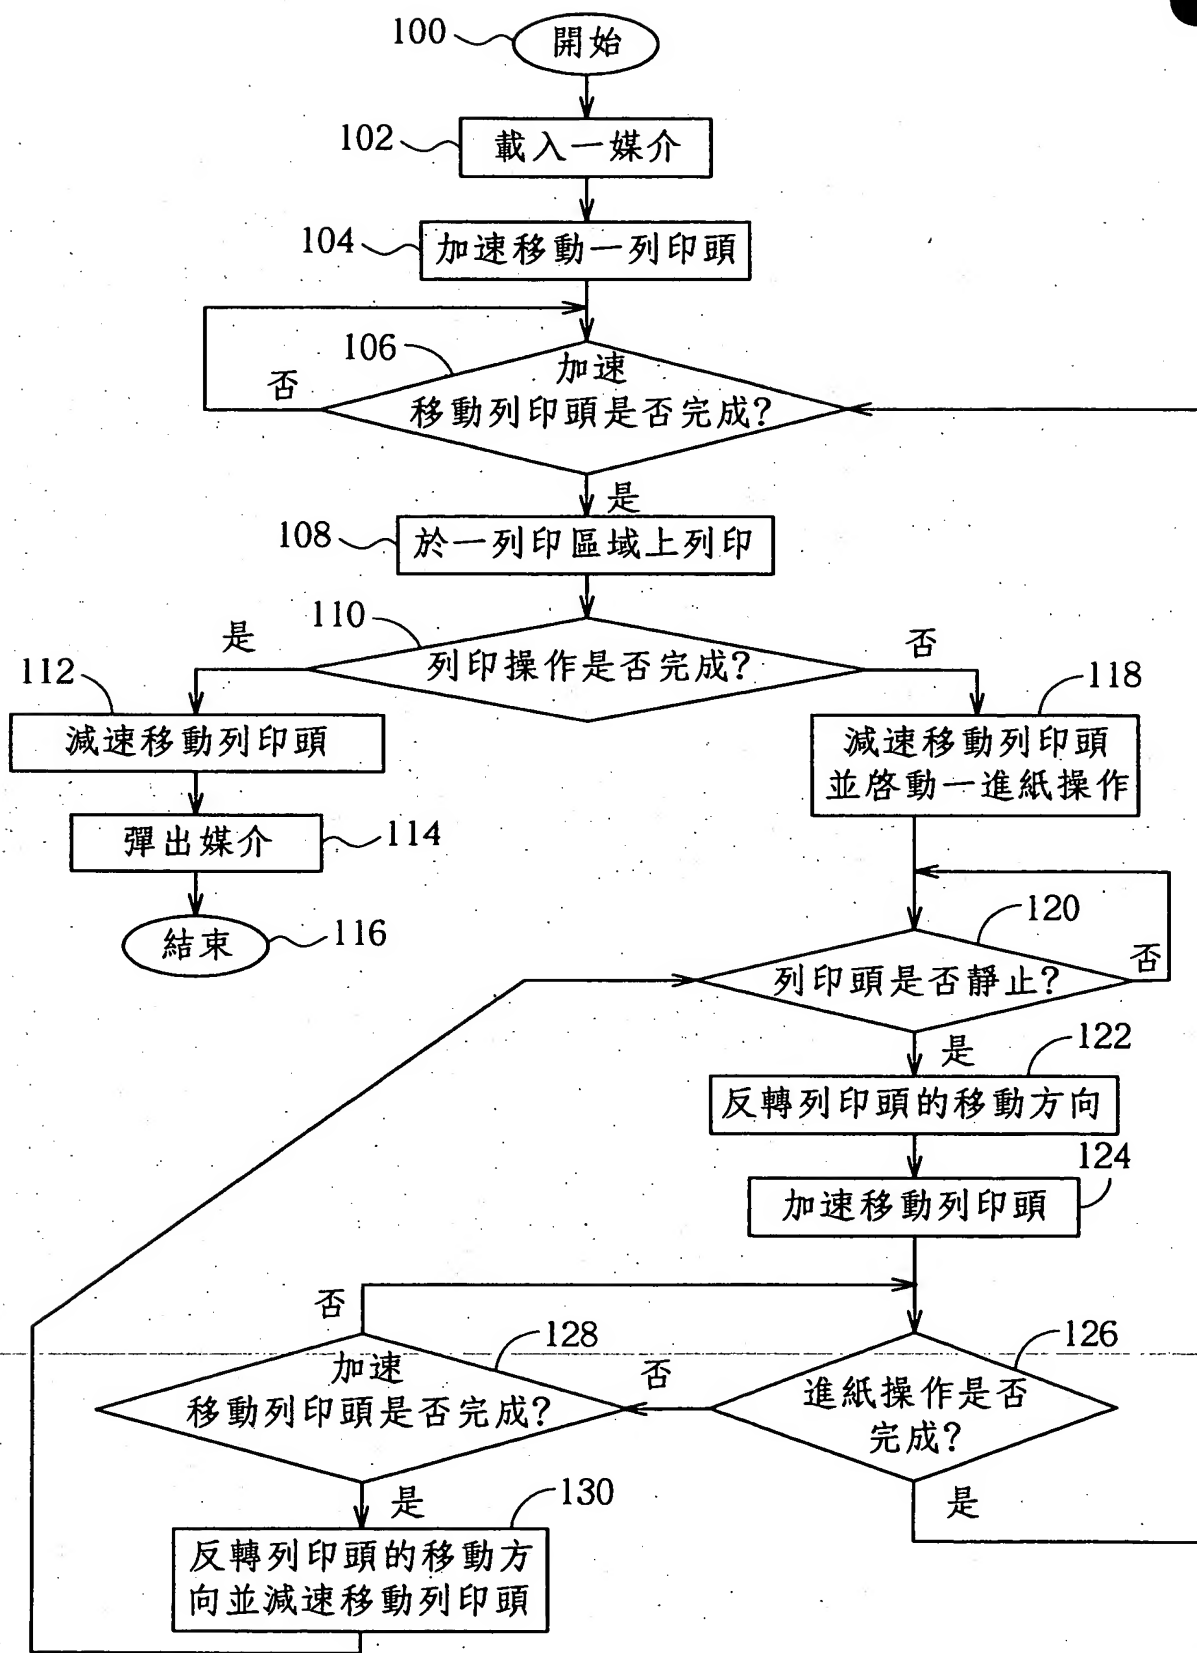 100
開始
102
載入一媒介
104
加速移動一列印頭
106
加速
移動列印頭是否完成?
否
是
108
於一列印區域上列印
110
列印操作是否完成?
是
否
112
減速移動列印頭
118
減速移動列印頭
並啓動一進紙操作
彈出媒介
114
結束
116
120
列印頭是否靜止?
否
是
122
反轉列印頭的移動方向
124
加速移動列印頭
否
128
加速
移動列印頭是否完成?
否
126
進紙操作是否
完成?
是
是
130
反轉列印頭的移動方
向並減速移動列印頭